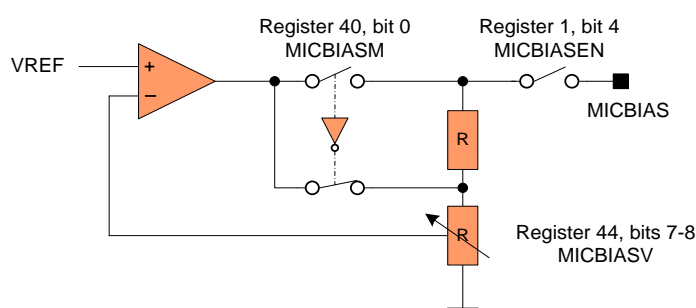 Register 40, bit 0
MICBIASM
Register 1, bit 4
MICBIASEN
VREF
+
−
MICBIAS
R
R
Register 44, bits 7-8
MICBIASV